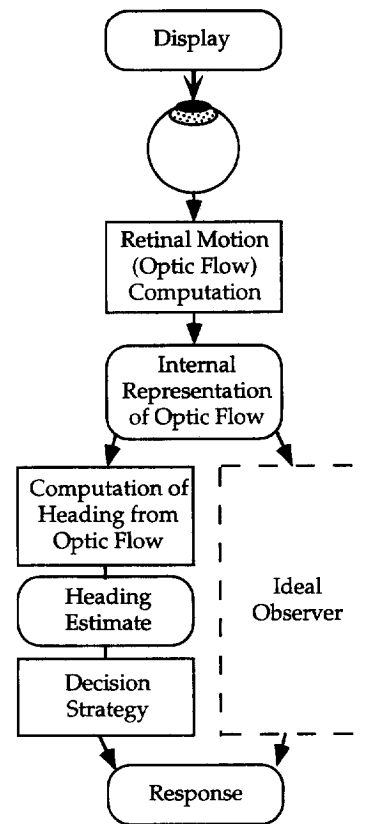 Display
Retinal Motion
(Optic Flow)
Computation
Internal
Representation
of Optic Flow
Computation of
Heading from
Optic Flow
Heading
Estimate
Decision
Strategy
Ideal
Observer
Response